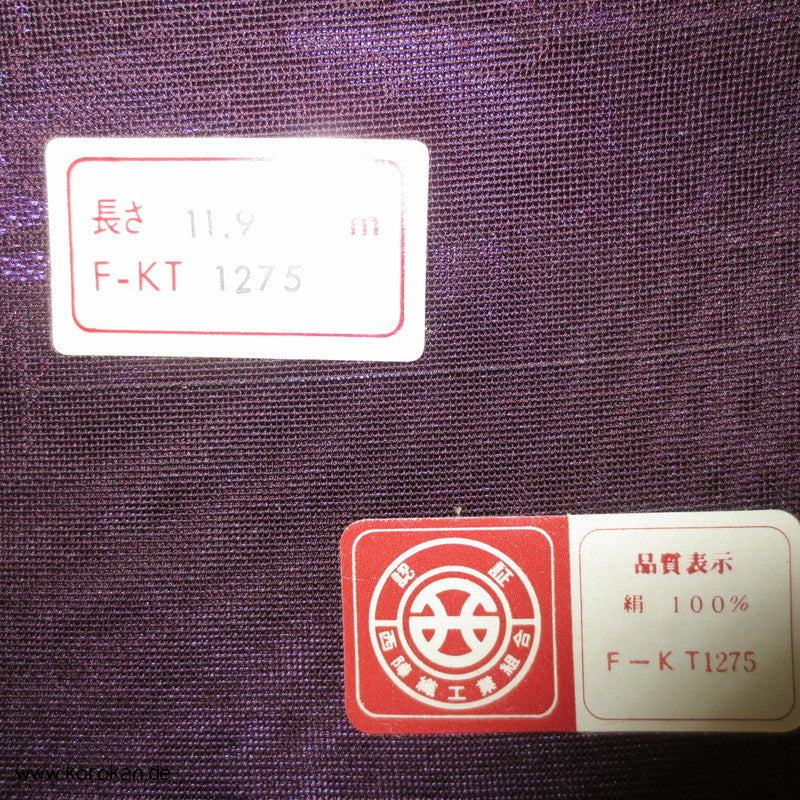 長さ 11.9 m
F-KT 1275
認証
西陣織工業組合
品質表示
絹 100%
F-KT1275
www.korokan.de